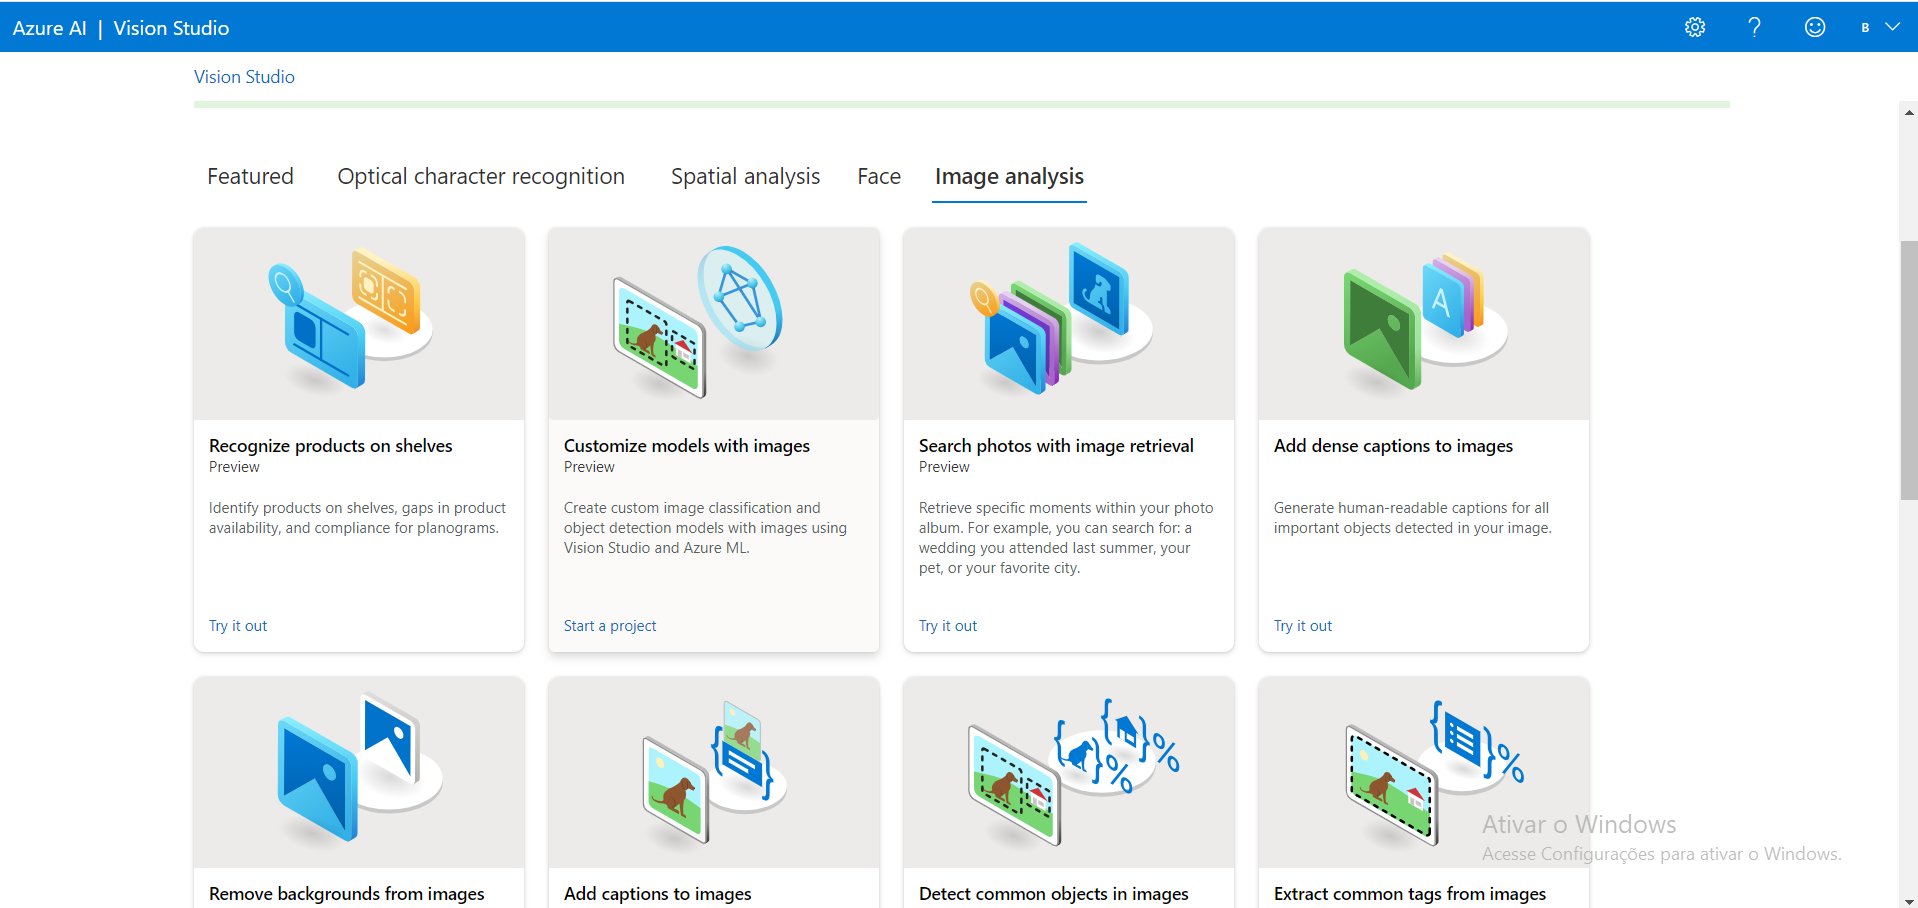 Azure AI | Vision Studio
B
Vision Studio
Featured Optical character recognition Spatial analysis Face Image analysis
Recognize products on shelves
Preview
Identify products on shelves, gaps in product
availability, and compliance for planograms.
Try it out
Customize models with images
Preview
Create custom image classification and
object detection models with images using
Vision Studio and Azure ML.
Start a project
Search photos with image retrieval
Preview
Retrieve specific moments within your photo
album. For example, you can search for: a
wedding you attended last summer, your
pet, or your favorite city.
Try it out
A
Add dense captions to images
Generate human-readable captions for all
important objects detected in your image.
Try it out
Remove backgrounds from images
Add captions to images
{ } % { } %
Detect common objects in images
{ } %
Extract common tags from images
Ativar o Windows
Acesse Configurações para ativar o Windows.